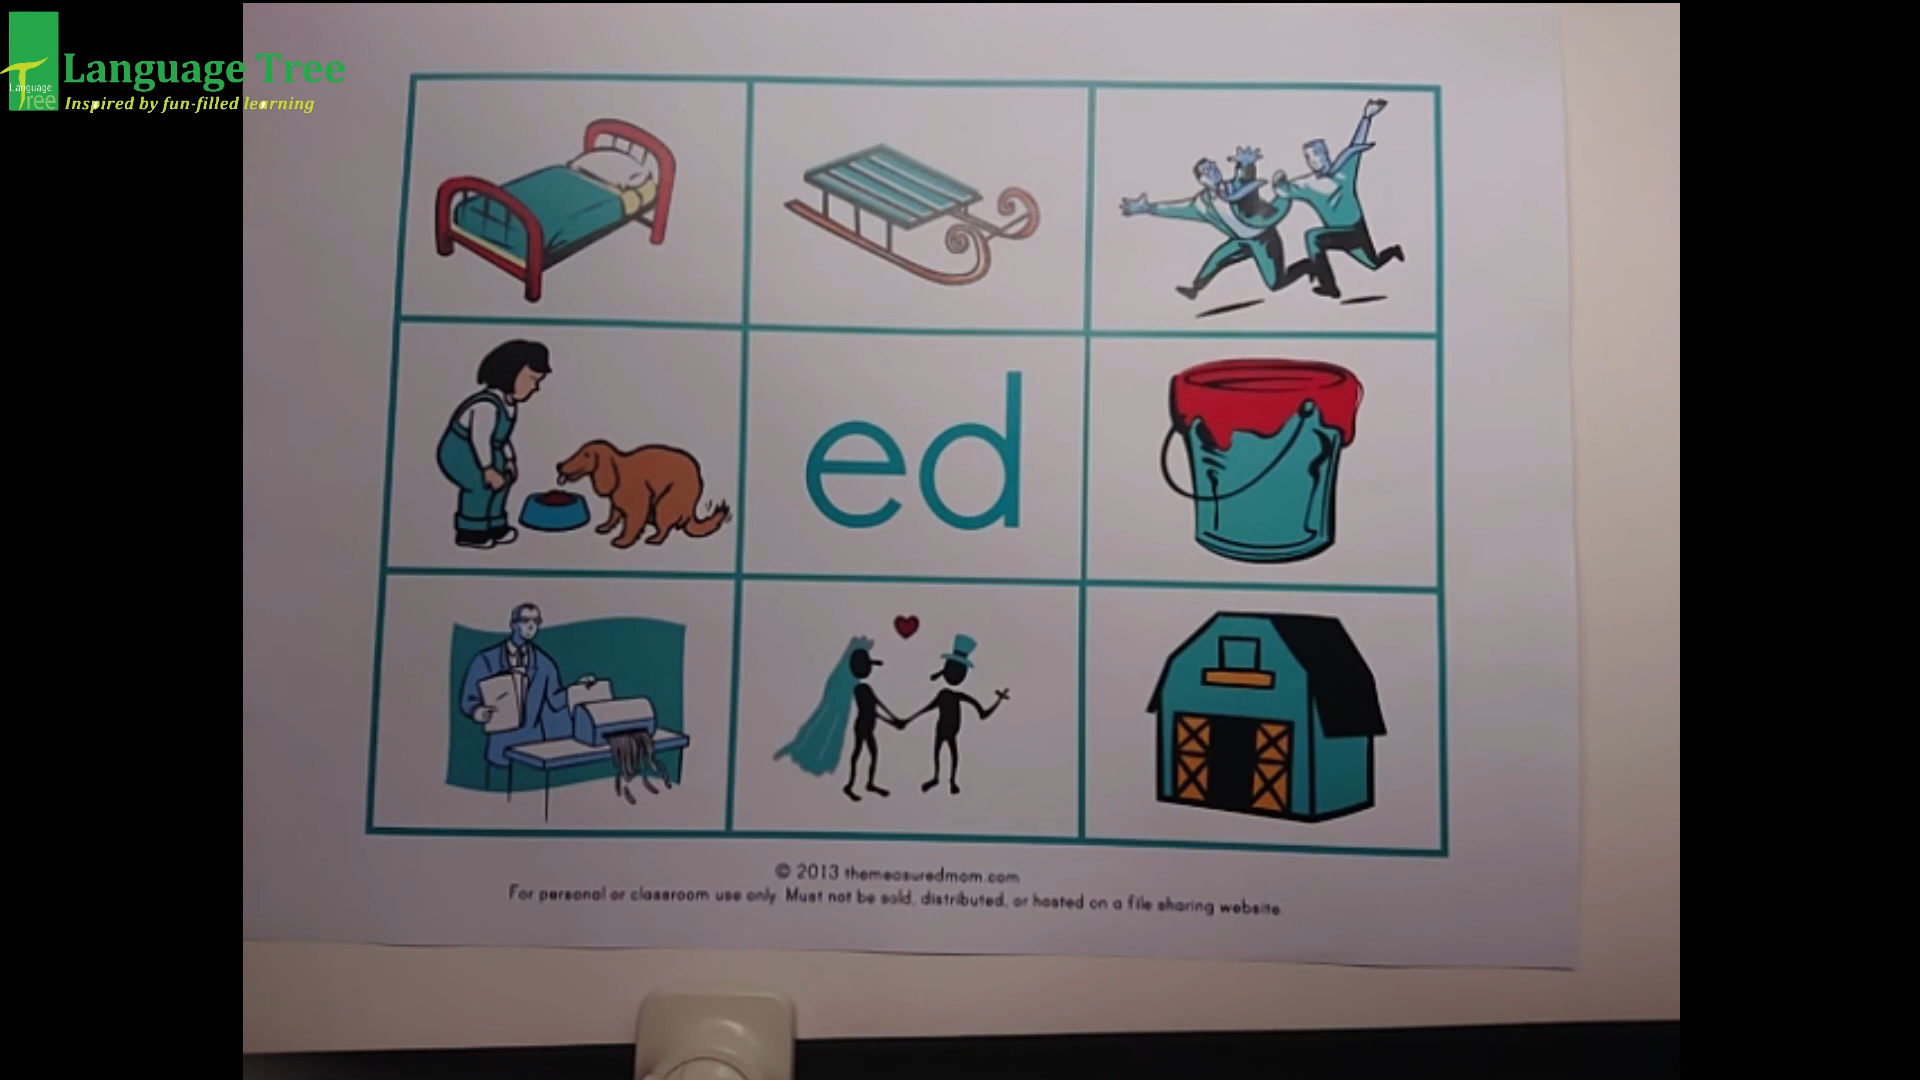 Language Tree
Language
Tree
Inspired by fun-filled learning
ed
© 2013 themeasuredmom.com
For personal or classroom use only. Must not be sold, distributed, or hosted on a file sharing website.